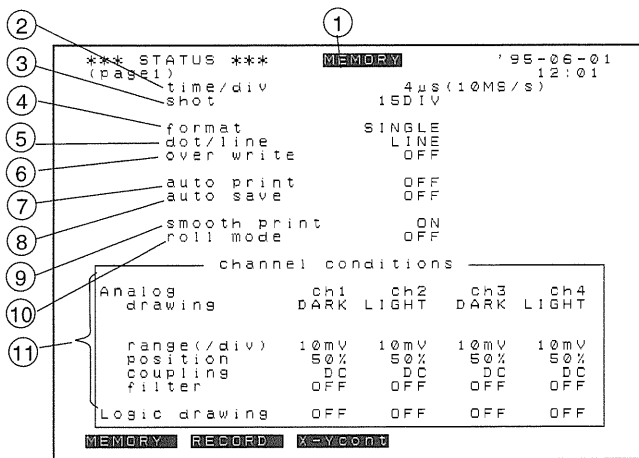 ① ②
*** STATUS *** MEMORY '95-06-01
③ (page1) 12:01
time/div 4µs(10MS/s)
shot 15DIV
④ format SINGLE
⑤ dot/line LINE
⑥ over write OFF
⑦ auto print OFF
⑧ auto save OFF
⑨ smooth print ON
⑩ roll mode OFF
channel conditions
Analog ch1 ch2 ch3 ch4
drawing DARK LIGHT DARK LIGHT
⑪ range(/div) 10mV 10mV 10mV 10mV
position 50% 50% 50% 50%
coupling DC DC DC DC
filter OFF OFF OFF OFF
Logic drawing OFF OFF OFF OFF
MEMORY RECORD X-Ycont